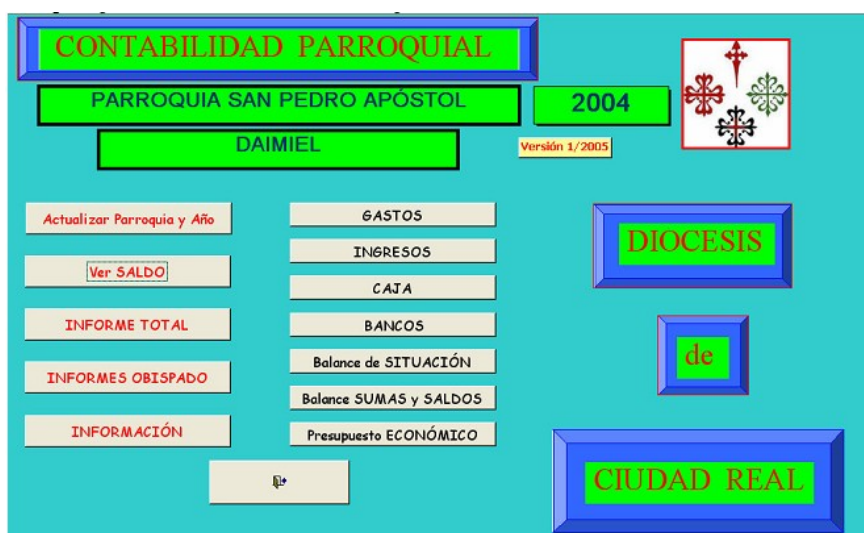 CONTABILIDAD PARROQUIAL
PARROQUIA SAN PEDRO APÓSTOL
2004
DAIMIEL
Versión 1/2005
Actualizar Parroquia y Año
Ver SALDO
INFORME TOTAL
INFORMES OBISPADO
INFORMACIÓN
GASTOS
INGRESOS
CAJA
BANCOS
Balance de SITUACIÓN
Balance SUMAS y SALDOS
Presupuesto ECONÓMICO
DIOCESIS
de
CIUDAD REAL